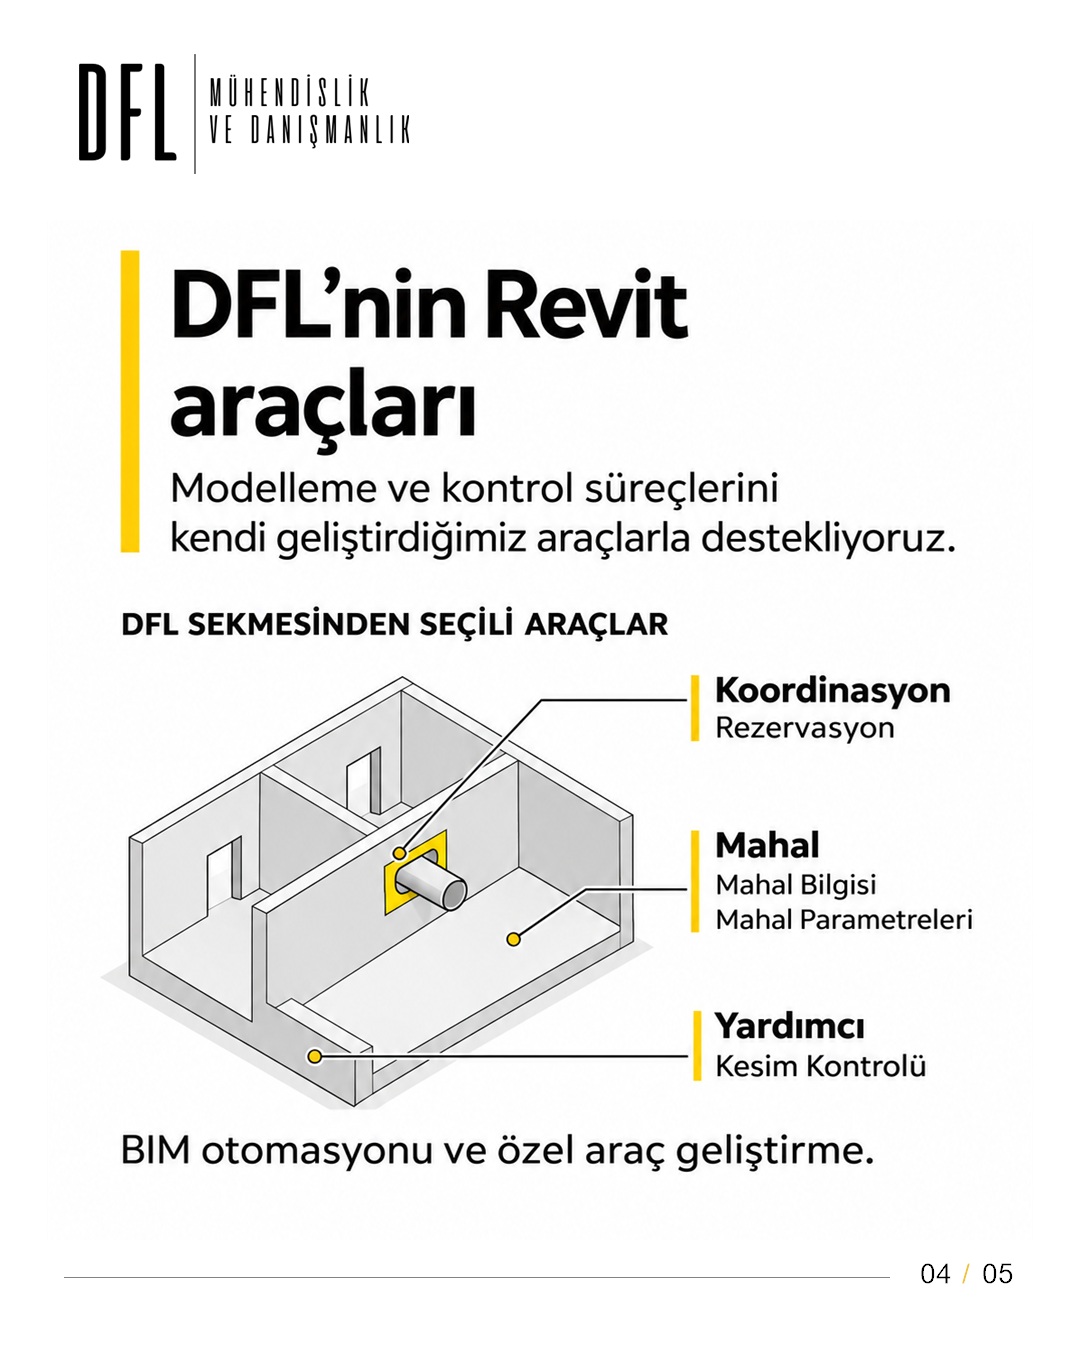 DFL
MÜHENDİSLİK
VE DANIŞMANLIK
DFL’nin Revit
araçları
Modelleme ve kontrol süreçlerini
kendi geliştirdiğimiz araçlarla destekliyoruz.
DFL SEKMESİNDEN SEÇİLİ ARAÇLAR
Koordinasyon
Rezervasyon
Mahal
Mahal Bilgisi
Mahal Parametreleri
Yardımcı
Kesim Kontrolü
BIM otomasyonu ve özel araç geliştirme.
04 / 05